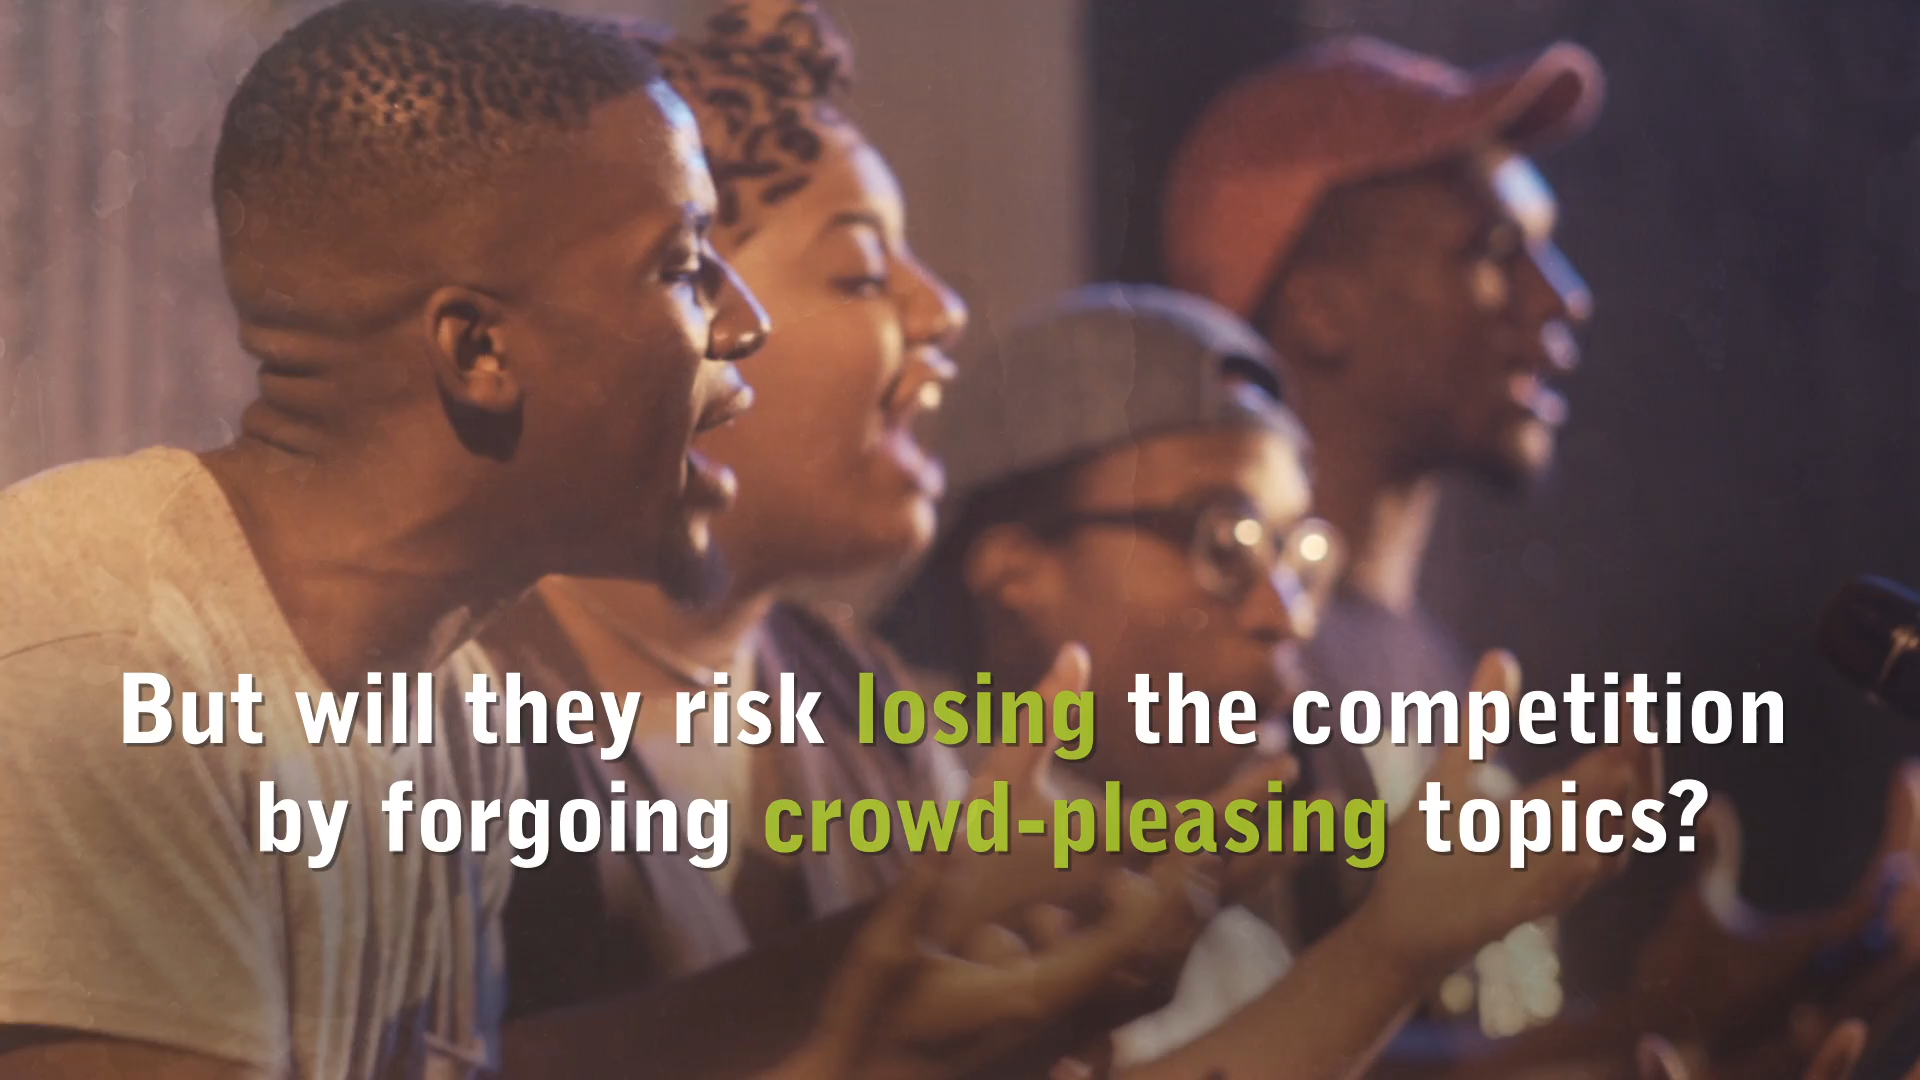 But will they risk losing the competition
by forgoing crowd-pleasing topics?